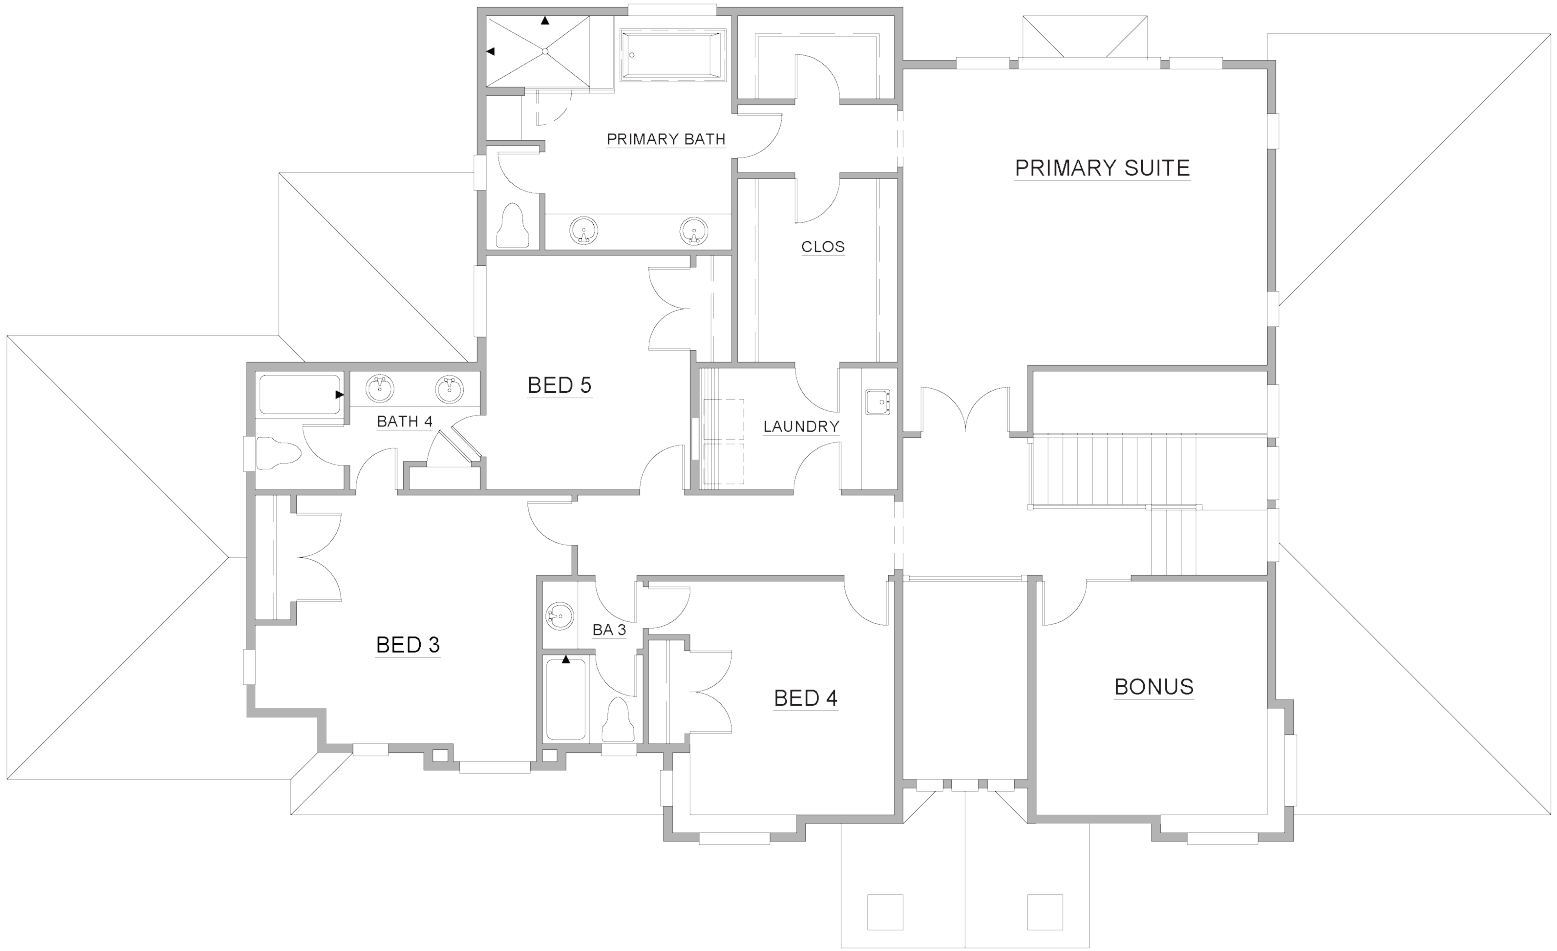 PRIMARY BATH
PRIMARY SUITE
CLOS
BED 5
BATH 4
LAUNDRY
BED 3
BA 3
BED 4
BONUS